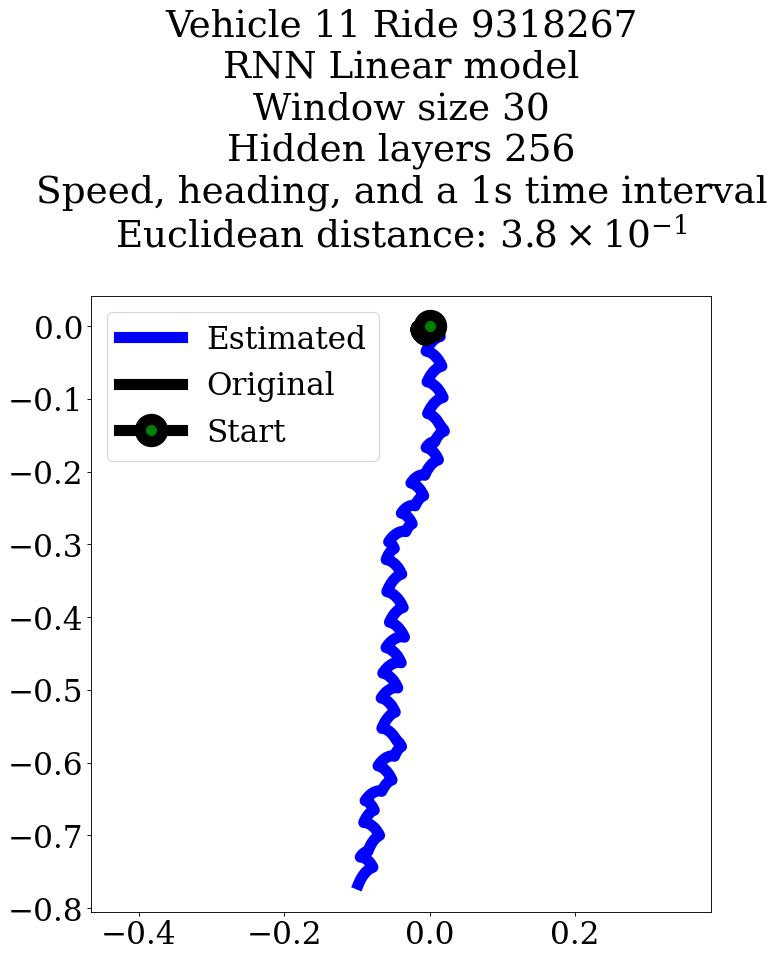 Vehicle 11 Ride 9318267
RNN Linear model
Window size 30
Hidden layers 256
Speed, heading, and a 1s time interval
Euclidean distance: 3.8 × 10⁻¹
Estimated
Original
Start
0.0
−0.1
−0.2
−0.3
−0.4
−0.5
−0.6
−0.7
−0.8
−0.4
−0.2
0.0
0.2